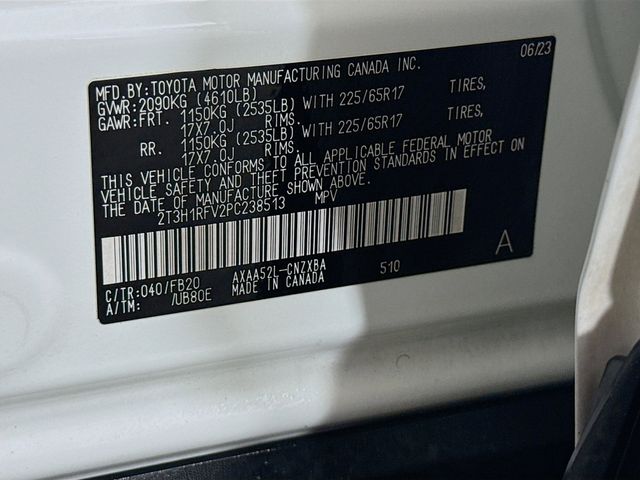 06/23
MFD.BY:TOYOTA MOTOR MANUFACTURING CANADA INC.
GVWR:2090KG (4610LB)
GAWR:FRT. 1150KG (2535LB) WITH 225/65R17 TIRES,
17X7.0J RIMS.
RR. 1150KG (2535LB) WITH 225/65R17 TIRES,
17X7.0J RIMS.
THIS VEHICLE CONFORMS TO ALL APPLICABLE FEDERAL MOTOR
VEHICLE SAFETY AND THEFT PREVENTION STANDARDS IN EFFECT ON
THE DATE OF MANUFACTURE SHOWN ABOVE.
2T3H1RFV2PC238513 MPV
A
C/TR:040/FB20 AXAA52L-CNZXBA 510
A/TM: /UB80E MADE IN CANADA